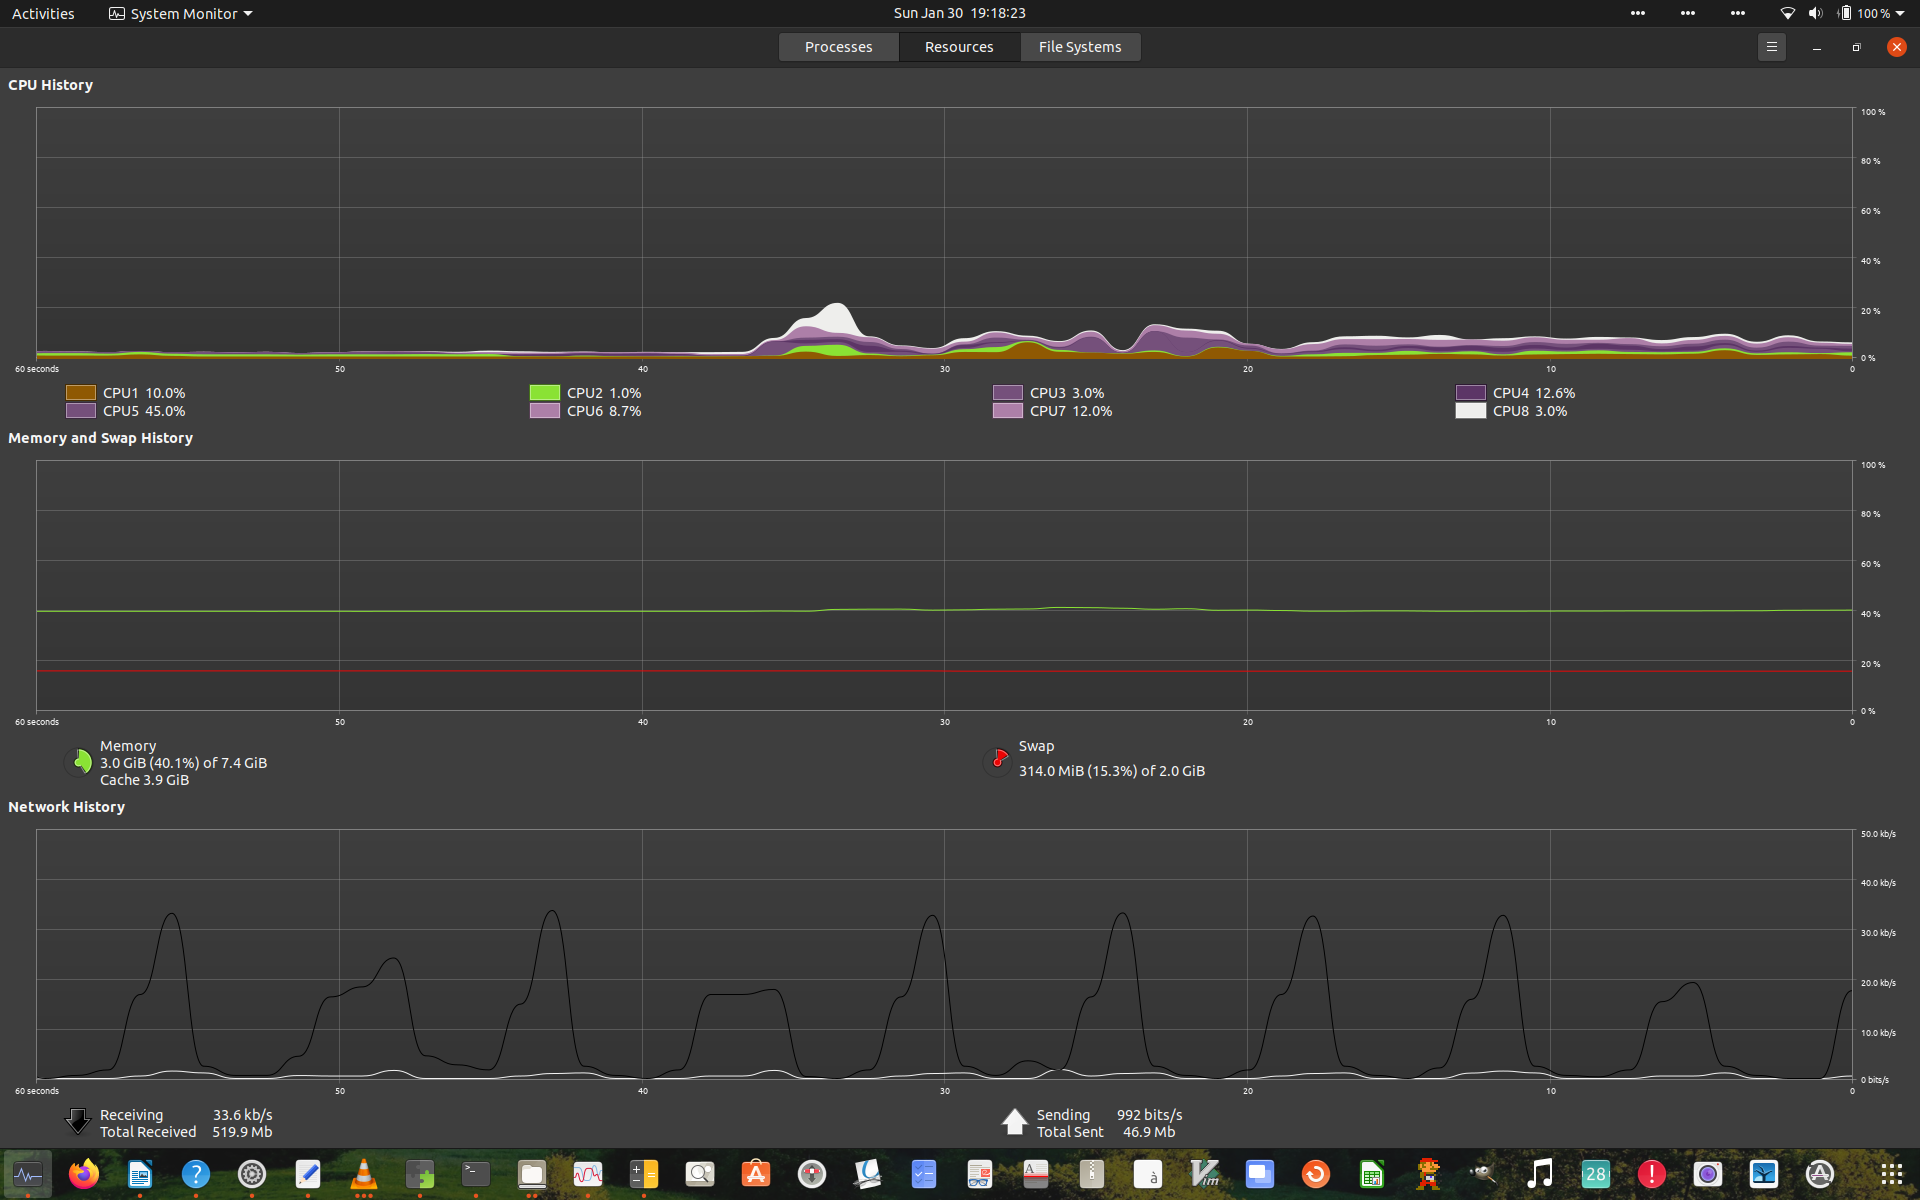 Activities System Monitor Sun Jan 30 19:18:23 100 %
Processes Resources File Systems
CPU History
100 %
80 %
60 %
40 %
20 %
0 %
60 seconds 50 40 30 20 10 0
CPU1 10.0% CPU2 1.0% CPU3 3.0% CPU4 12.6%
CPU5 45.0% CPU6 8.7% CPU7 12.0% CPU8 3.0%
Memory and Swap History
100 %
80 %
60 %
40 %
20 %
0 %
60 seconds 50 40 30 20 10 0
Memory
3.0 GiB (40.1%) of 7.4 GiB
Cache 3.9 GiB
Swap
314.0 MiB (15.3%) of 2.0 GiB
Network History
50.0 kb/s
40.0 kb/s
30.0 kb/s
20.0 kb/s
10.0 kb/s
0 bits/s
60 seconds 50 40 30 20 10 0
Receiving 33.6 kb/s
Total Received 519.9 Mb
Sending 992 bits/s
Total Sent 46.9 Mb
? >_ A à Vim 28 !